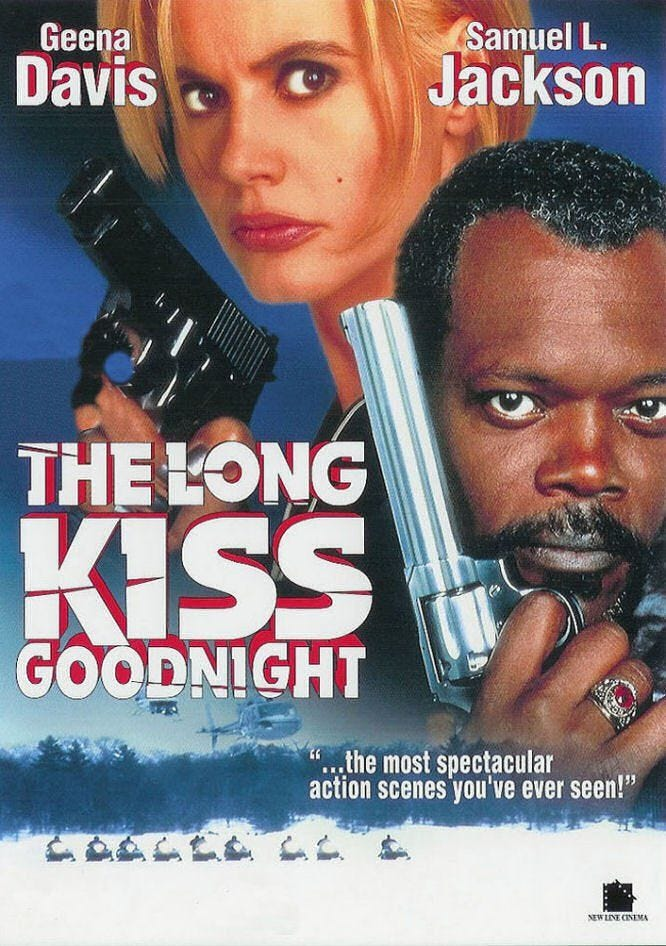 Geena
Davis
Samuel L.
Jackson
THE LONG
KISS
GOODNIGHT
“...the most spectacular
action scenes you've ever seen!”
NEW LINE CINEMA